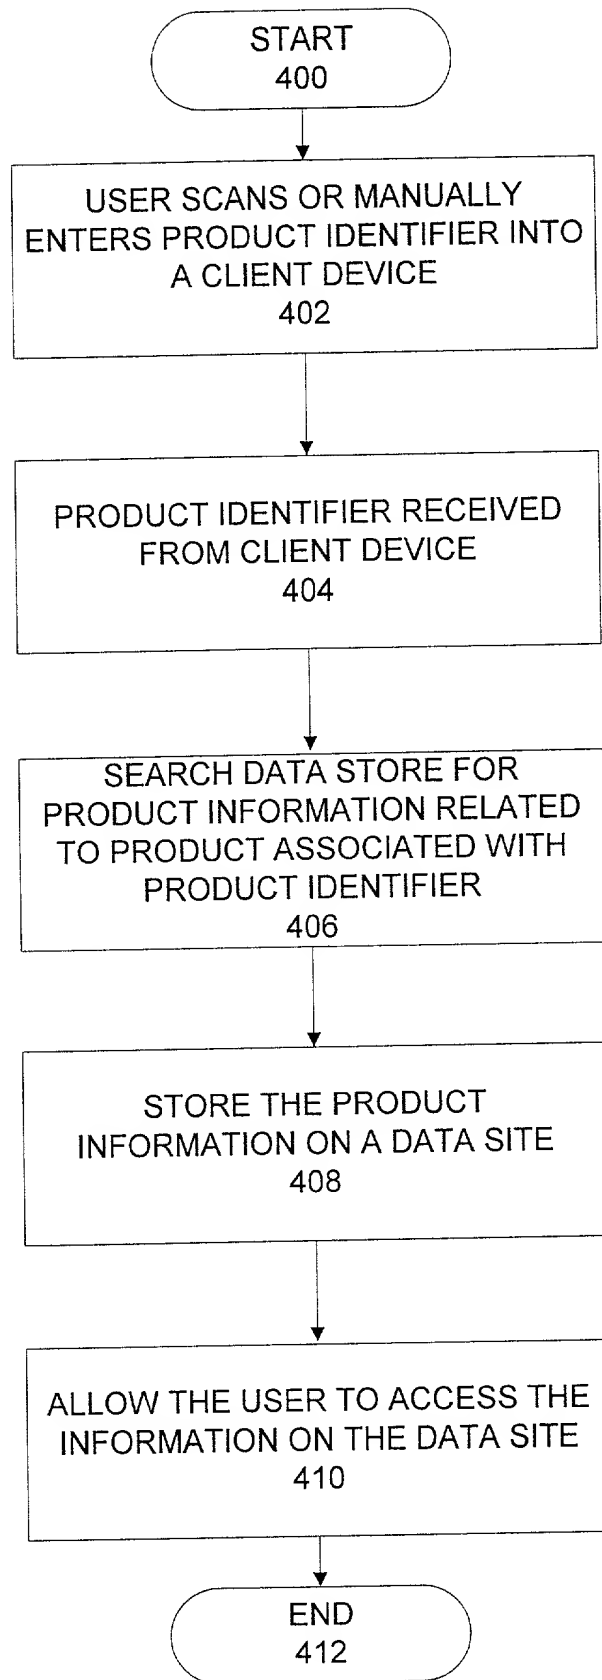 START
400
USER SCANS OR MANUALLY
ENTERS PRODUCT IDENTIFIER INTO
A CLIENT DEVICE
402
PRODUCT IDENTIFIER RECEIVED
FROM CLIENT DEVICE
404
SEARCH DATA STORE FOR
PRODUCT INFORMATION RELATED
TO PRODUCT ASSOCIATED WITH
PRODUCT IDENTIFIER
406
STORE THE PRODUCT
INFORMATION ON A DATA SITE
408
ALLOW THE USER TO ACCESS THE
INFORMATION ON THE DATA SITE
410
END
412